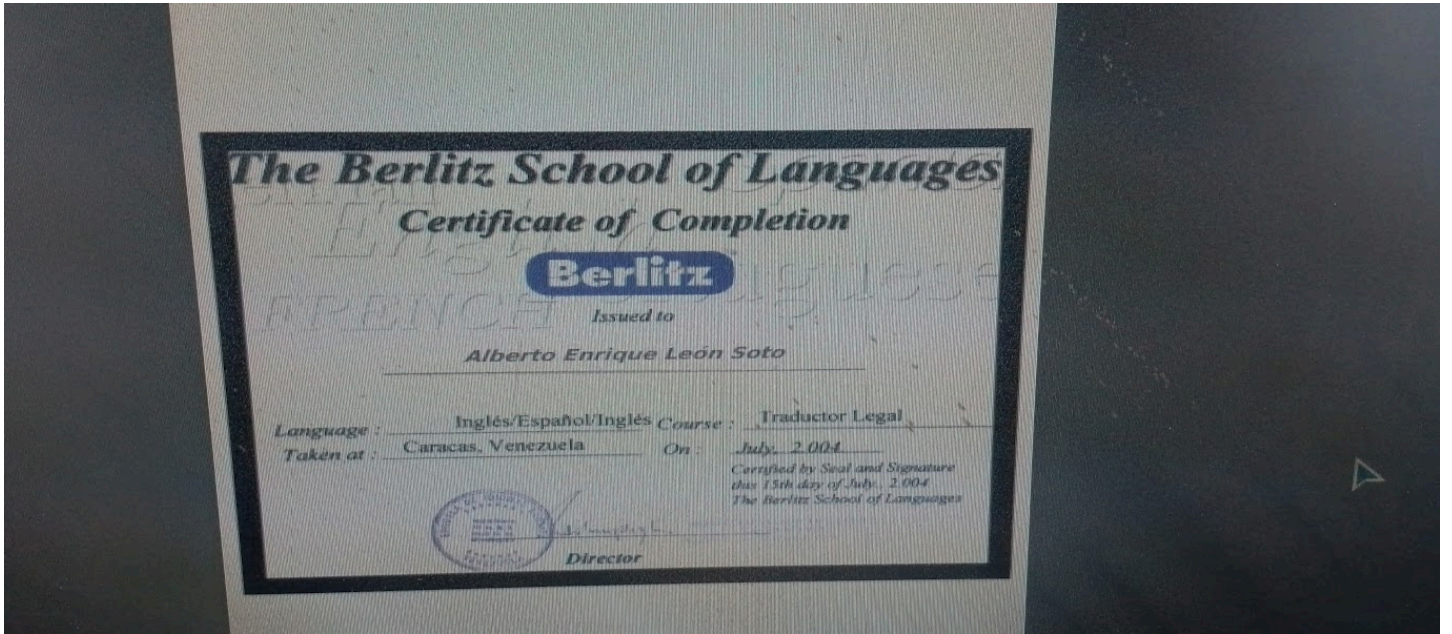 The Berlitz School of Languages
Certificate of Completion
Berlitz
Issued to
Alberto Enrique León Soto
Language : Inglés/Español/Inglés Course : Traductor Legal
Taken at : Caracas, Venezuela On : July, 2.004
Certified by Seal and Signature
this 15th day of July, 2.004
The Berlitz School of Languages
Director
FRENCH